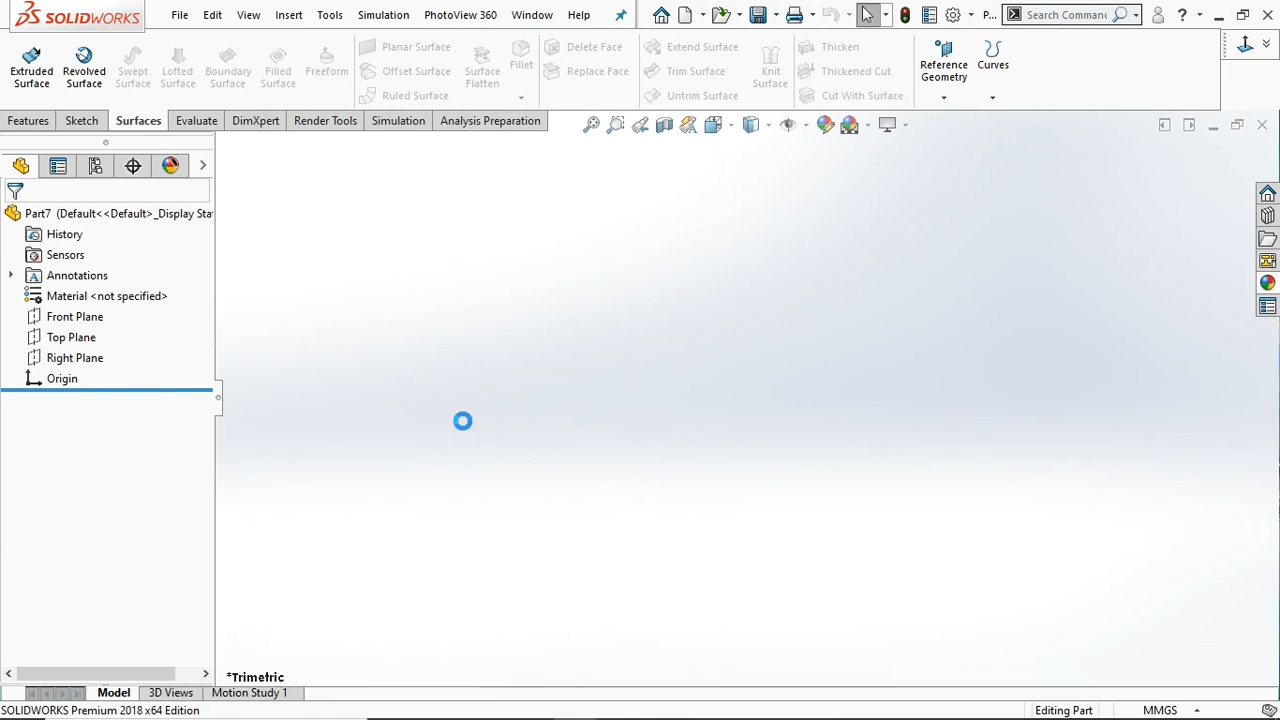 SOLIDWORKS File Edit View Insert Tools Simulation PhotoView 360 Window Help P... Search Commanc
Extruded Surface
Revolved Surface
Swept Surface
Lofted Surface
Boundary Surface
Filled Surface
Freeform
Planar Surface
Offset Surface
Ruled Surface
Surface Flatten
Fillet
Delete Face
Replace Face
Extend Surface
Trim Surface
Untrim Surface
Knit Surface
Thicken
Thickened Cut
Cut With Surface
Reference Geometry
Curves
Features Sketch Surfaces Evaluate DimXpert Render Tools Simulation Analysis Preparation
Part7 (Default<<Default>_Display Sta
History
Sensors
Annotations
Material <not specified>
Front Plane
Top Plane
Right Plane
Origin
*Trimetric
Model 3D Views Motion Study 1
SOLIDWORKS Premium 2018 x64 Edition Editing Part MMGS